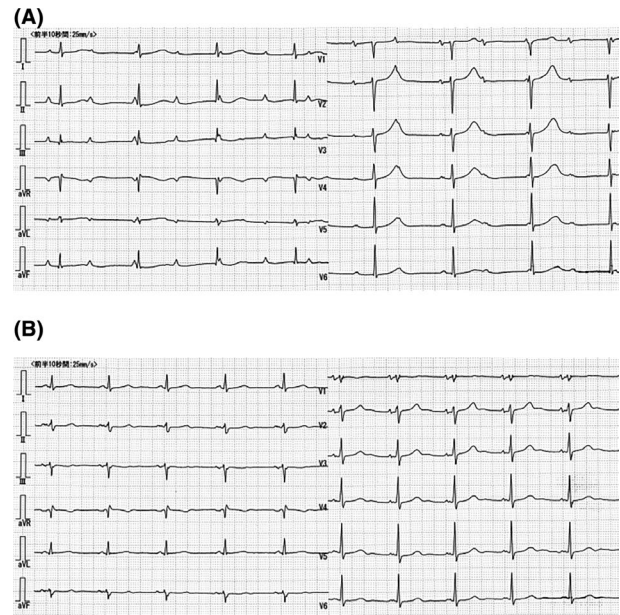 (A)
<前半10秒間:25mm/s>
I
V1
II
V2
III
V3
aVR
V4
aVL
V5
aVF
V6
(B)
<前半10秒間:25mm/s>
I
V1
II
V2
III
V3
aVR
V4
aVL
V5
aVF
V6